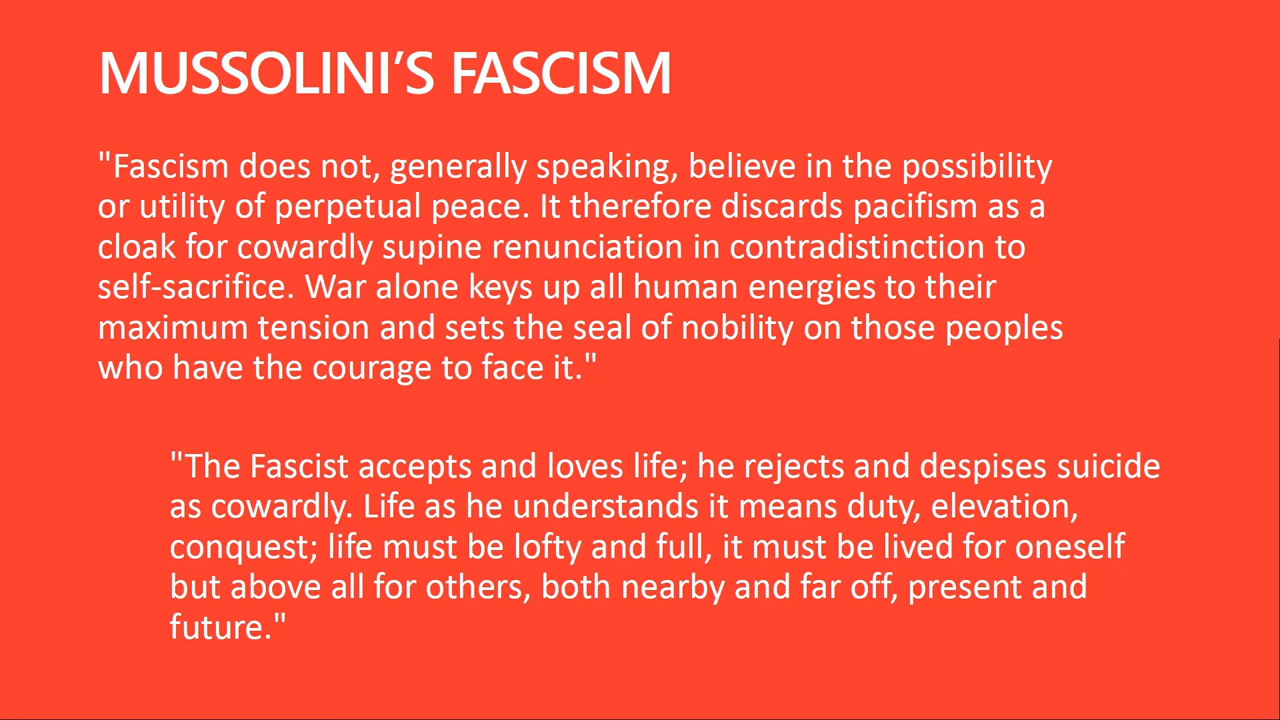 MUSSOLINI’S FASCISM
"Fascism does not, generally speaking, believe in the possibility
or utility of perpetual peace. It therefore discards pacifism as a
cloak for cowardly supine renunciation in contradistinction to
self-sacrifice. War alone keys up all human energies to their
maximum tension and sets the seal of nobility on those peoples
who have the courage to face it."
"The Fascist accepts and loves life; he rejects and despises suicide
as cowardly. Life as he understands it means duty, elevation,
conquest; life must be lofty and full, it must be lived for oneself
but above all for others, both nearby and far off, present and
future."